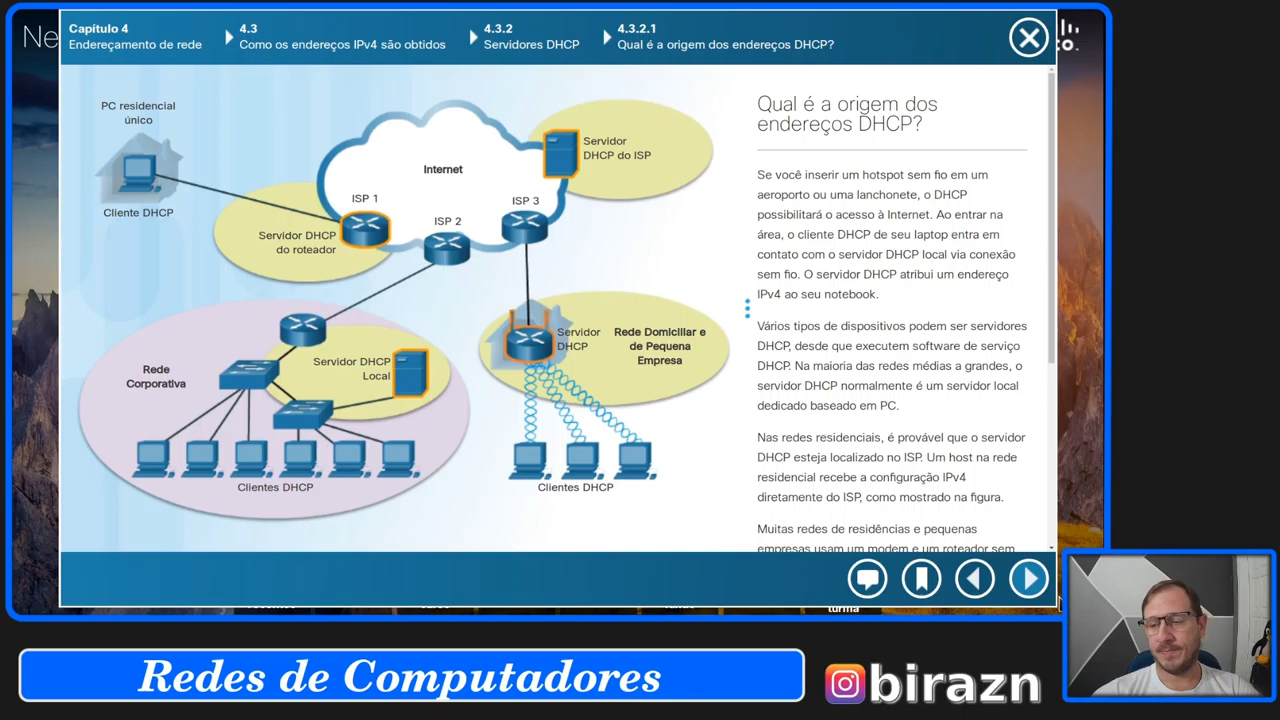 Ne
Capítulo 4
Endereçamento de rede
4.3
Como os endereços IPv4 são obtidos
4.3.2
Servidores DHCP
4.3.2.1
Qual é a origem dos endereços DHCP?
PC residencial
único
Cliente DHCP
Internet
Servidor
DHCP do ISP
ISP 1
ISP 2
ISP 3
Servidor DHCP
do roteador
Rede
Corporativa
Servidor DHCP
Local
Clientes DHCP
Servidor
DHCP
Rede Domiciliar e
de Pequena
Empresa
Clientes DHCP
Qual é a origem dos
endereços DHCP?
Se você inserir um hotspot sem fio em um
aeroporto ou uma lanchonete, o DHCP
possibilitará o acesso à Internet. Ao entrar na
área, o cliente DHCP de seu laptop entra em
contato com o servidor DHCP local via conexão
sem fio. O servidor DHCP atribui um endereço
IPv4 ao seu notebook.
Vários tipos de dispositivos podem ser servidores
DHCP, desde que executem software de serviço
DHCP. Na maioria das redes médias a grandes, o
servidor DHCP normalmente é um servidor local
dedicado baseado em PC.
Nas redes residenciais, é provável que o servidor
DHCP esteja localizado no ISP. Um host na rede
residencial recebe a configuração IPv4
diretamente do ISP, como mostrado na figura.
Muitas redes de residências e pequenas
empresas usam um modem e um roteador sem
turma
Redes de Computadores
birazn